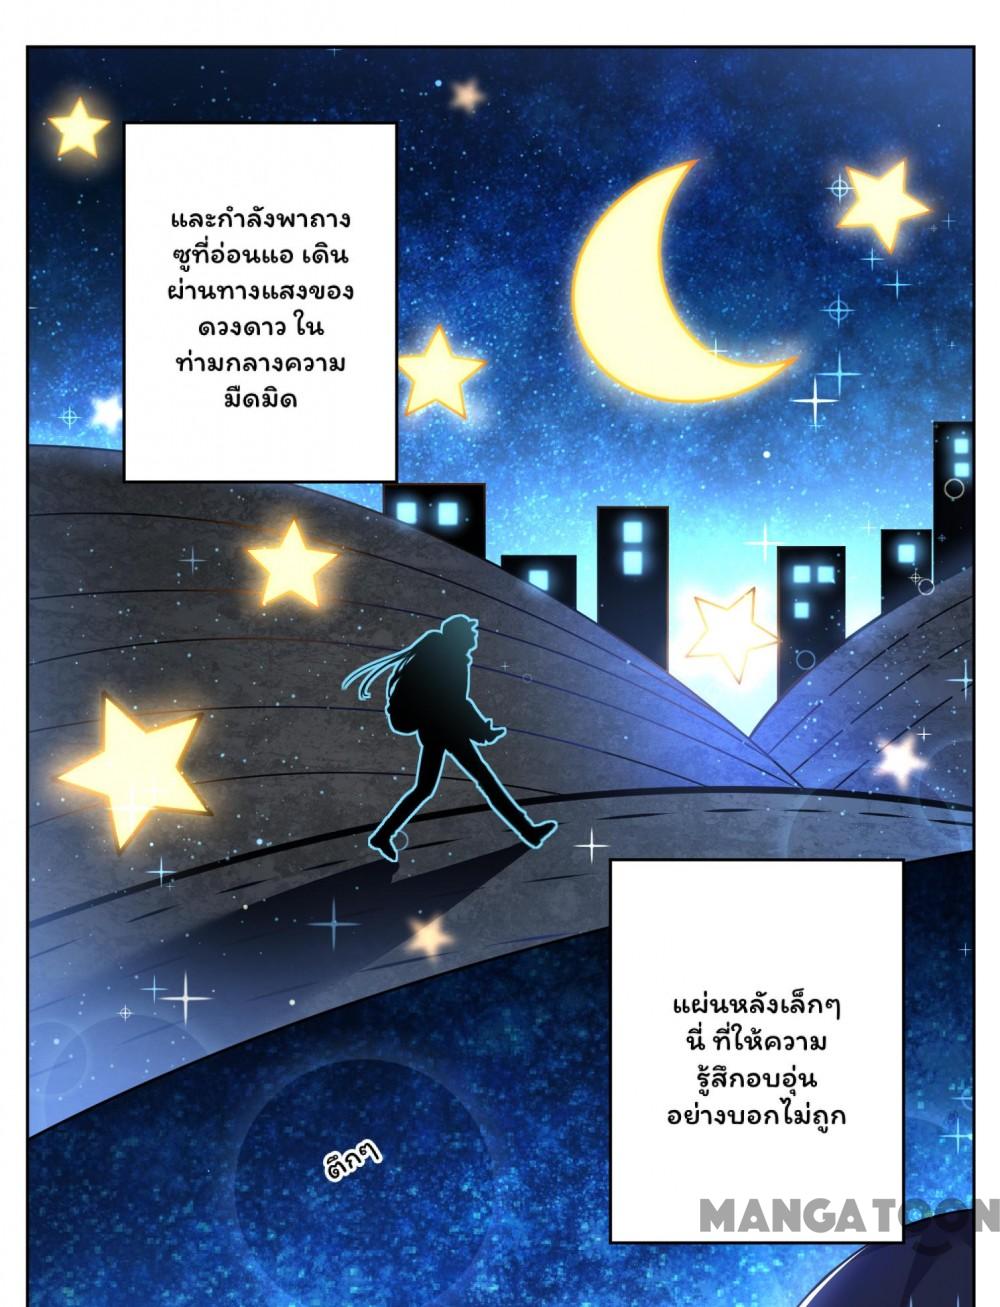 และกำลังพาถาง
ซูที่อ่อนแอ เดิน
ผ่านทางแสงของ
ดวงดาว ใน
ท่ามกลางความ
มืดมิด
แผ่นหลังเล็กๆ
นี่ ที่ให้ความ
รู้สึกอบอุ่น
อย่างบอกไม่ถูก
ตึกๆ
MANGATOON